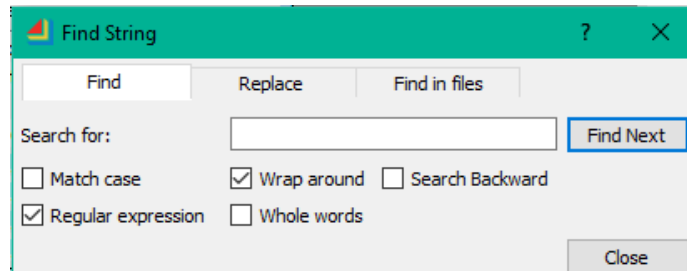 Find String ?
Find Replace Find in files
Search for: Find Next
Match case Wrap around Search Backward
Regular expression Whole words
Close